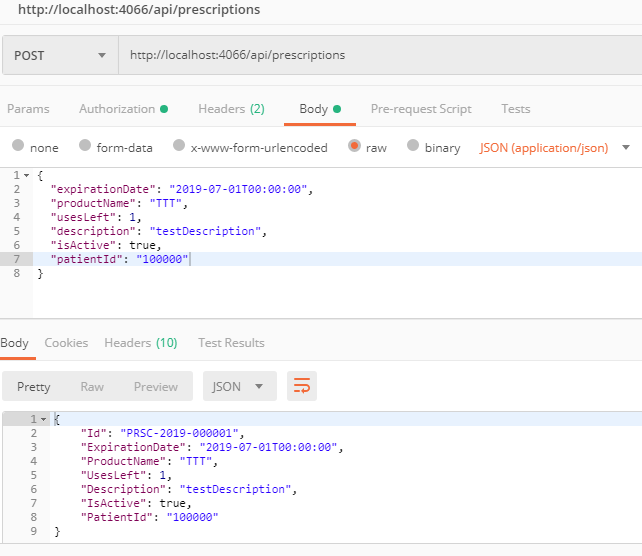 http://localhost:4066/api/prescriptions
POST http://localhost:4066/api/prescriptions
Params Authorization Headers (2) Body Pre-request Script Tests
none form-data x-www-form-urlencoded raw binary JSON (application/json)
1 {
2 "expirationDate": "2019-07-01T00:00:00",
3 "productName": "TTT",
4 "usesLeft": 1,
5 "description": "testDescription",
6 "isActive": true,
7 "patientId": "100000"
8 }
Body Cookies Headers (10) Test Results
Pretty Raw Preview JSON
1 {
2 "Id": "PRSC-2019-000001",
3 "ExpirationDate": "2019-07-01T00:00:00",
4 "ProductName": "TTT",
5 "UsesLeft": 1,
6 "Description": "testDescription",
7 "IsActive": true,
8 "PatientId": "100000"
9 }